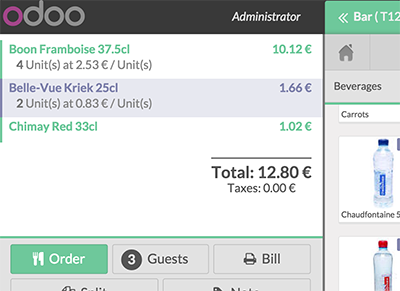 odoo
Administrator
Bar ( T12
Boon Framboise 37.5cl 10.12 €
4 Unit(s) at 2.53 € / Unit(s)
Belle-Vue Kriek 25cl 1.66 €
2 Unit(s) at 0.83 € / Unit(s)
Chimay Red 33cl 1.02 €
Total: 12.80 €
Taxes: 0.00 €
Order
3 Guests
Bill
Split
Note
Beverages
Carrots
Chaudfontaine 5